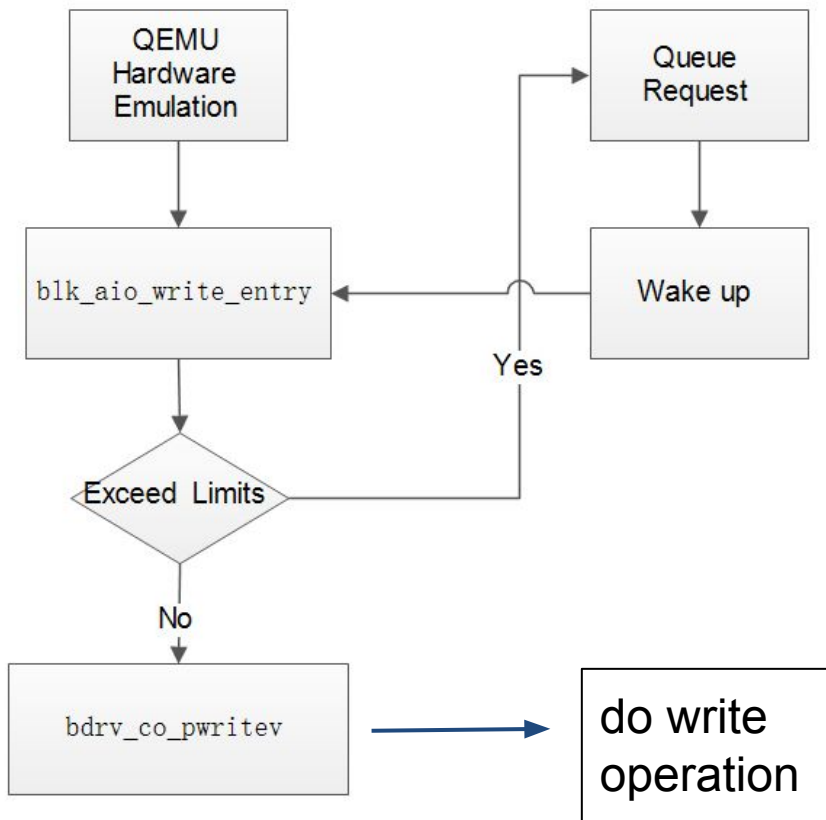 QEMU
Hardware
Emulation
Queue
Request
blk_aio_write_entry
Wake up
Yes
Exceed Limits
No
bdrv_co_pwritev
do write
operation